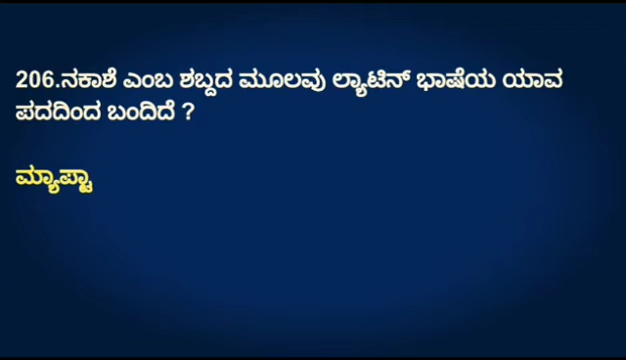 206.ನಕಾಶೆ ಎಂಬ ಶಬ್ದದ ಮೂಲವು ಲ್ಯಾಟಿನ್ ಭಾಷೆಯ ಯಾವ
ಪದದಿಂದ ಬಂದಿದೆ ?
ಮ್ಯಾಪ್ಟಾ